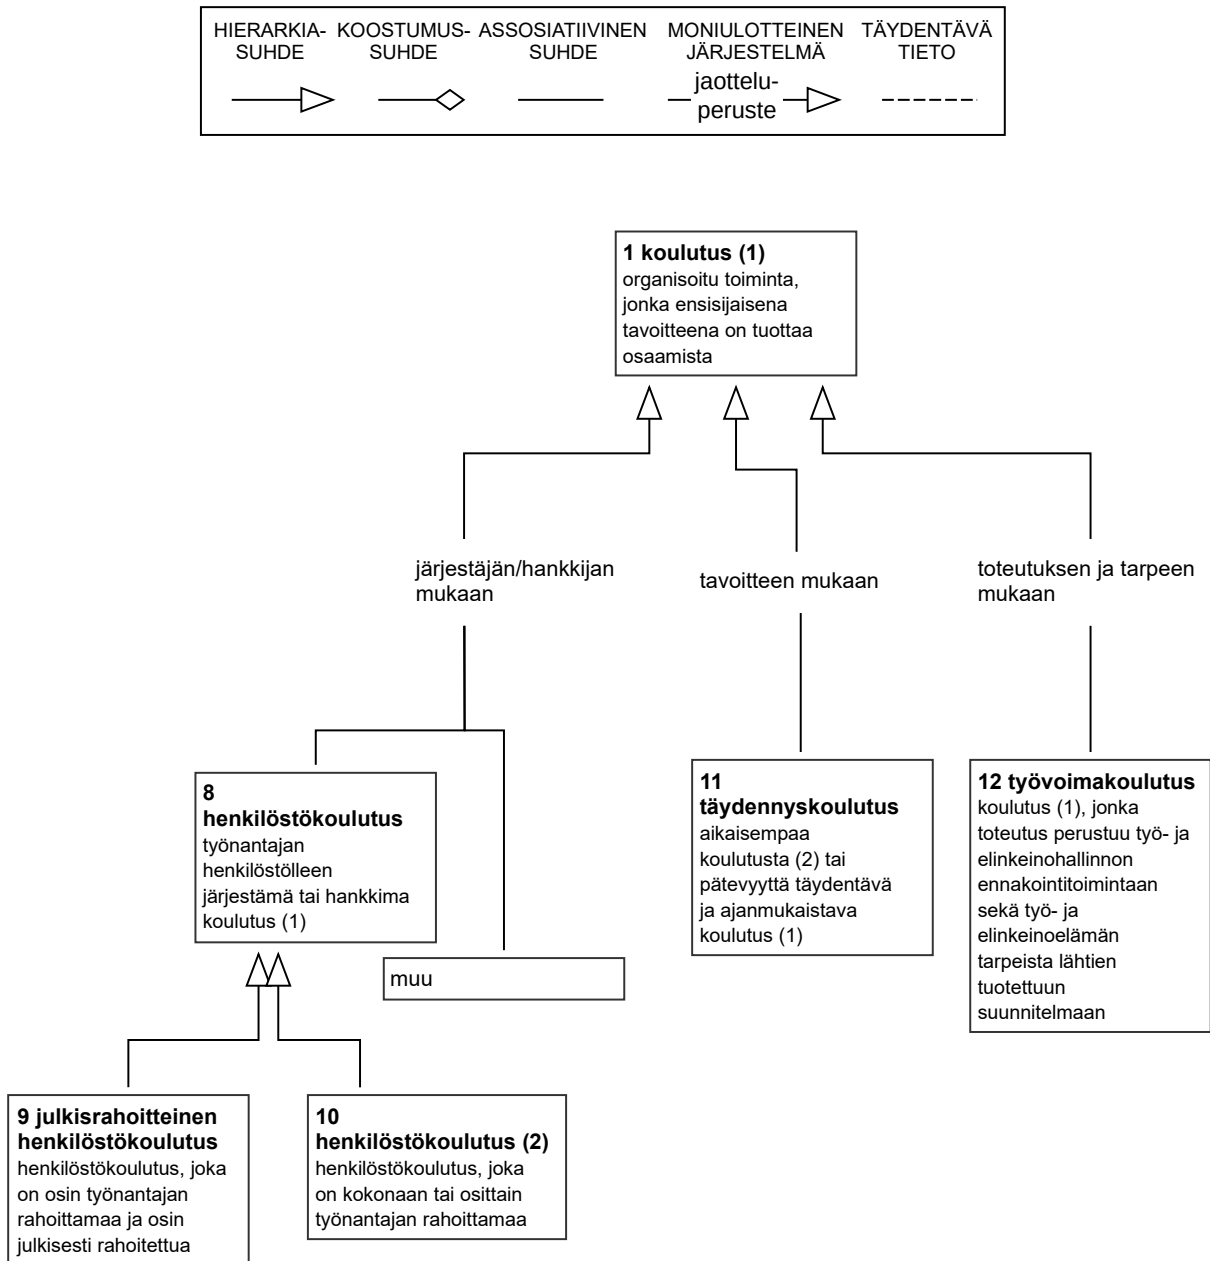 HIERARKIA-
SUHDE
KOOSTUMUS-
SUHDE
ASSOSIATIIVINEN
SUHDE
MONIULOTTEINEN
JÄRJESTELMÄ
TÄYDENTÄVÄ
TIETO
jaottelu-
peruste
1 koulutus (1)
organisoitu toiminta,
jonka ensisijaisena
tavoitteena on tuottaa
osaamista
järjestäjän/hankkijan
mukaan
tavoitteen mukaan
toteutuksen ja tarpeen
mukaan
8
henkilöstökoulutus
työnantajan
henkilöstölleen
järjestämä tai hankkima
koulutus (1)
muu
11
täydennyskoulutus
aikaisempaa
koulutusta (2) tai
pätevyyttä täydentävä
ja ajanmukaistava
koulutus (1)
12 työvoimakoulutus
koulutus (1), jonka
toteutus perustuu työ- ja
elinkeinohallinnon
ennakointitoimintaan
sekä työ- ja
elinkeinoelämän
tarpeista lähtien
tuotettuun
suunnitelmaan
9 julkisrahoitteinen
henkilöstökoulutus
henkilöstökoulutus, joka
on osin työnantajan
rahoittamaa ja osin
julkisesti rahoitettua
10
henkilöstökoulutus (2)
henkilöstökoulutus, joka
on kokonaan tai osittain
työnantajan rahoittamaa